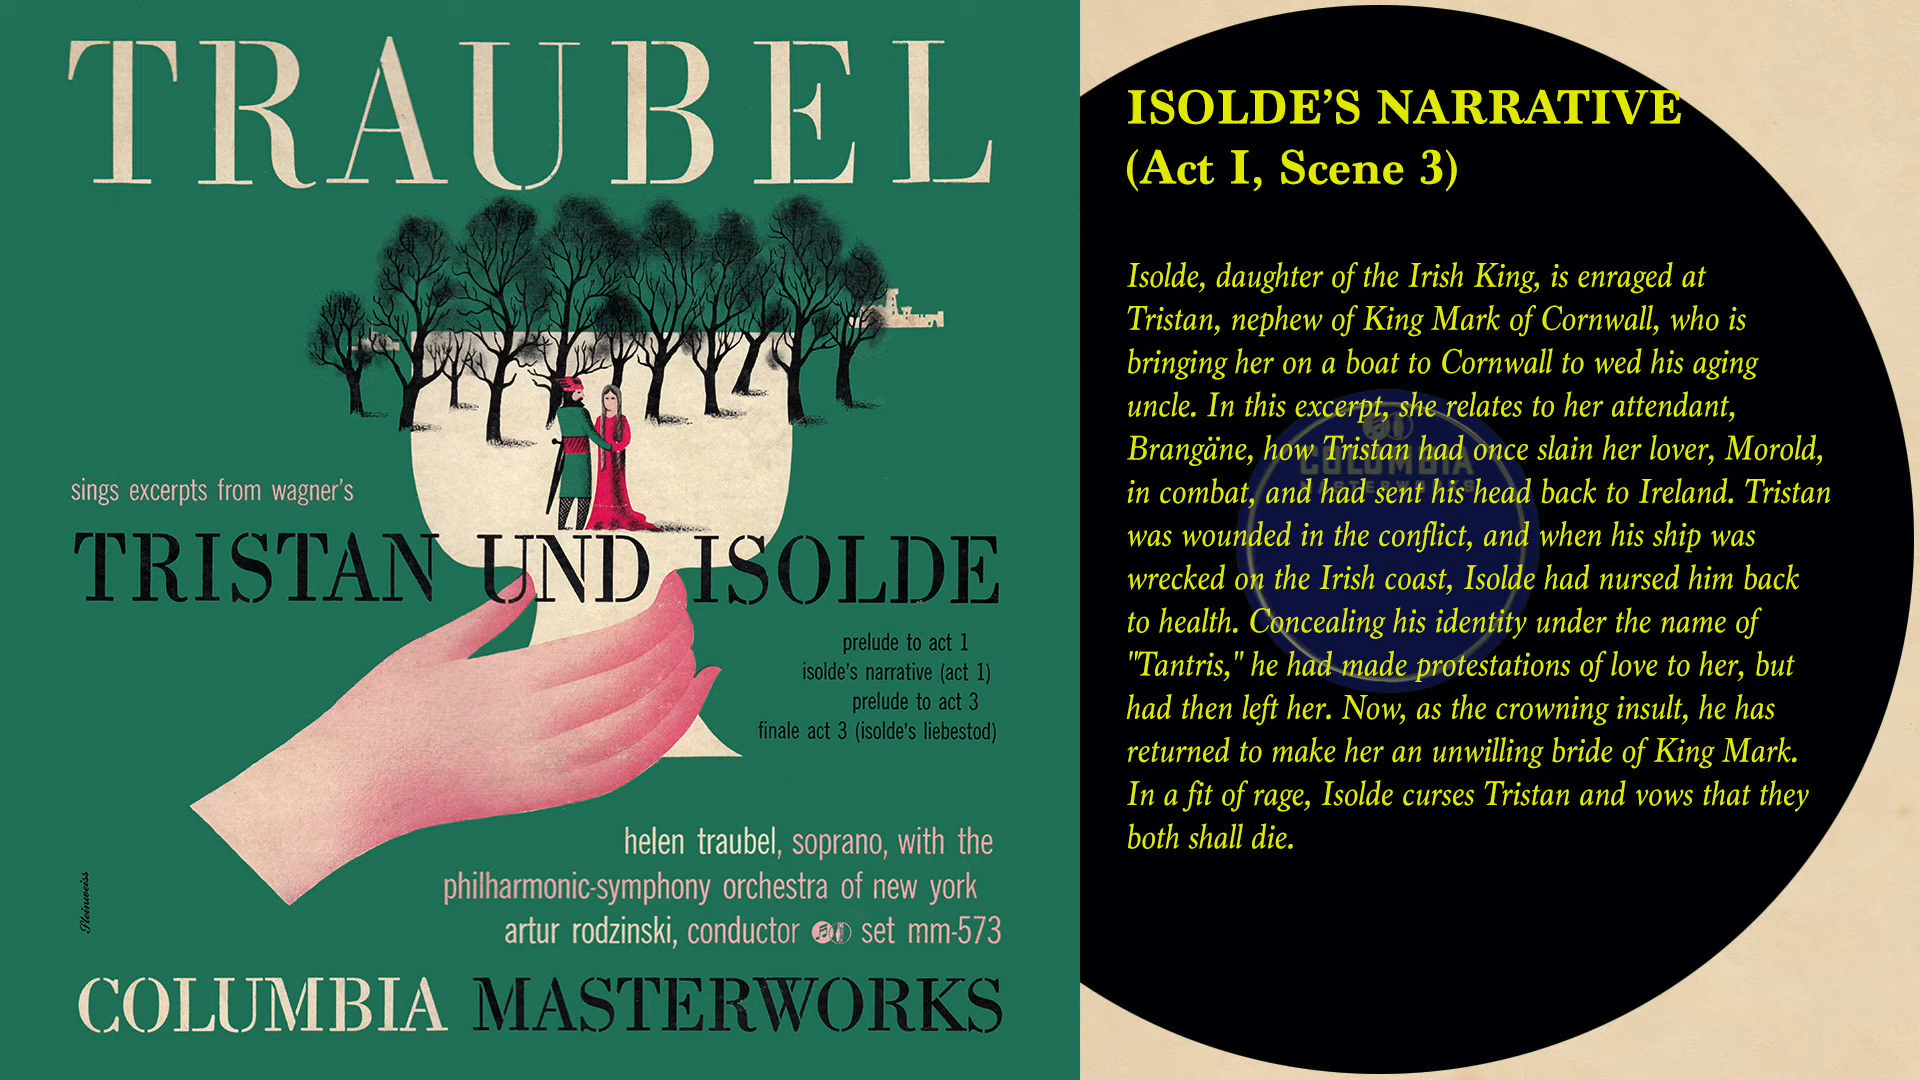 TRAUBEL
sings excerpts from wagner's
TRISTAN UND ISOLDE
prelude to act 1
isolde's narrative (act 1)
prelude to act 3
finale act 3 (isolde's liebestod)
helen traubel, soprano, with the
philharmonic-symphony orchestra of new york
artur rodzinski, conductor set mm-573
Steinweiss
COLUMBIA MASTERWORKS
ISOLDE'S NARRATIVE
(Act I, Scene 3)
Isolde, daughter of the Irish King, is enraged at
Tristan, nephew of King Mark of Cornwall, who is
bringing her on a boat to Cornwall to wed his aging
uncle. In this excerpt, she relates to her attendant,
Brangäne, how Tristan had once slain her lover, Morold,
in combat, and had sent his head back to Ireland. Tristan
was wounded in the conflict, and when his ship was
wrecked on the Irish coast, Isolde had nursed him back
to health. Concealing his identity under the name of
"Tantris," he had made protestations of love to her, but
had then left her. Now, as the crowning insult, he has
returned to make her an unwilling bride of King Mark.
In a fit of rage, Isolde curses Tristan and vows that they
both shall die.
COLUMBIA
MASTERWORKS